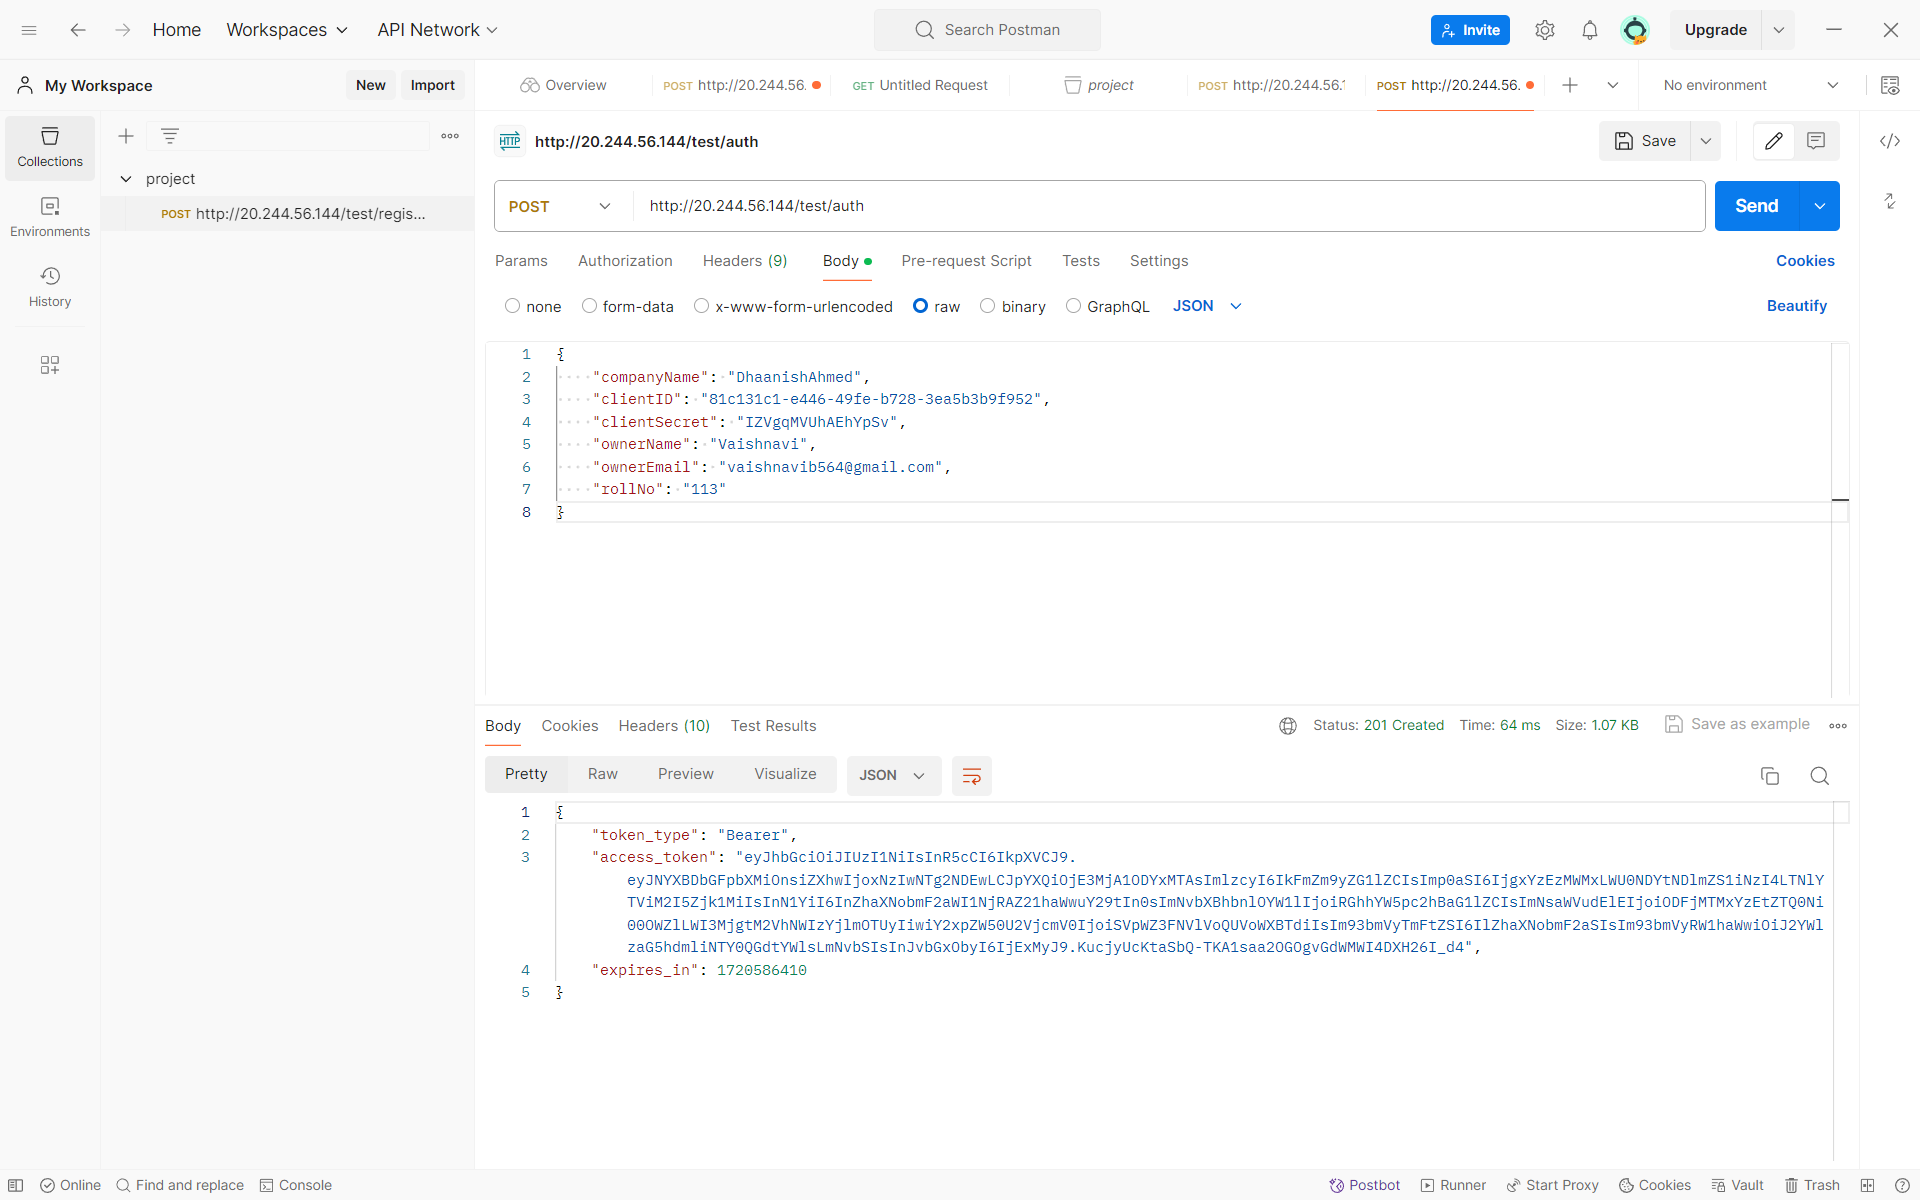 Home Workspaces API Network Search Postman Invite Upgrade
My Workspace New Import Overview POST http://20.244.56. GET Untitled Request project POST http://20.244.56.1 POST http://20.244.56. No environment
Collections
Environments
History
project
POST http://20.244.56.144/test/regis...
HTTP http://20.244.56.144/test/auth Save
POST http://20.244.56.144/test/auth Send
Params Authorization Headers (9) Body Pre-request Script Tests Settings Cookies
none form-data x-www-form-urlencoded raw binary GraphQL JSON Beautify
1 {
2 "companyName": "DhaanishAhmed",
3 "clientID": "81c131c1-e446-49fe-b728-3ea5b3b9f952",
4 "clientSecret": "IZVgqMVUhAEhYpSv",
5 "ownerName": "Vaishnavi",
6 "ownerEmail": "vaishnavib564@gmail.com",
7 "rollNo": "113"
8 }
Body Cookies Headers (10) Test Results Status: 201 Created Time: 64 ms Size: 1.07 KB Save as example
Pretty Raw Preview Visualize JSON
1 {
2 "token_type": "Bearer",
3 "access_token": "eyJhbGciOiJIUzI1NiIsInR5cCI6IkpXVCJ9.
eyJNYXBDbGFpbXMiOnsiZXhwIjoxNzIwNTg2NDEwLCJpYXQiOjE3MjA1ODYxMTAsImlzcyI6IkFmZm9yZG1lZCIsImp0aSI6IjgxYzEzMWMxLWU0NDYtNDlmZS1iNzI4LTNlY
TViM2I5Zjk1MiIsInN1YiI6InZhaXNobmF2aWI1NjRAZ21haWwuY29tIn0sImNvbXBhbnlOYW1lIjoiRGhhYW5pc2hBaG1lZCIsImNsaWVudElEIjoiODFjMTMxYzEtZTQ0Ni
00OWZlLWI3MjgtM2VhNWIzYjlmOTUyIiwiY2xpZW50U2VjcmV0IjoiSVpWZ3FNVlVoQUVoWXBTdiIsIm93bmVyTmFtZSI6IlZhaXNobmF2aSIsIm93bmVyRW1haWwiOiJ2YWl
zaG5hdmliNTY0QGdtYWlsLmNvbSIsInJvbGxObyI6IjExMyJ9.KucjyUcKtaSbQ-TKA1saa2OGOgvGdWMWI4DXH26I_d4",
4 "expires_in": 1720586410
5 }
Online Find and replace Console Postbot Runner Start Proxy Cookies Vault Trash